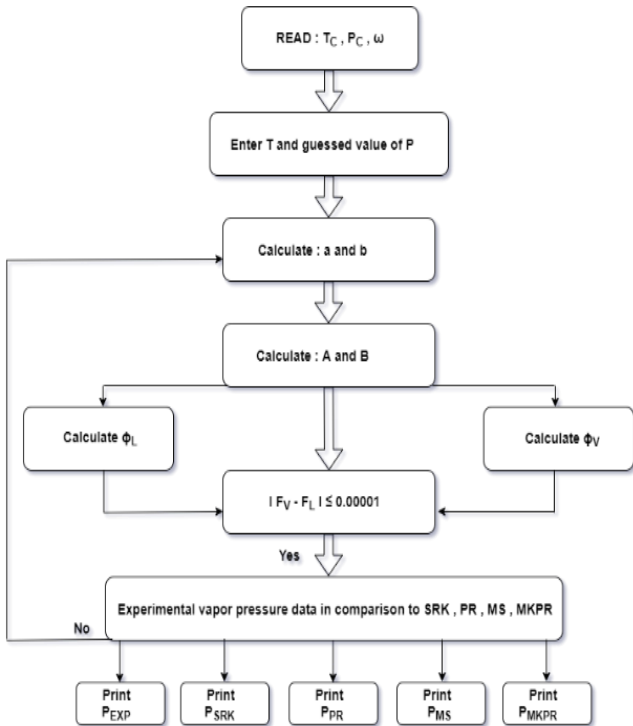 READ : T_C , P_C , ω
Enter T and guessed value of P
Calculate : a and b
Calculate : A and B
Calculate ϕ_L
Calculate ϕ_V
I F_V - F_L I ≤ 0.00001
Yes
Experimental vapor pressure data in comparison to SRK , PR , MS , MKPR
No
Print
P_EXP
Print
P_SRK
Print
P_PR
Print
P_MS
Print
P_MKPR